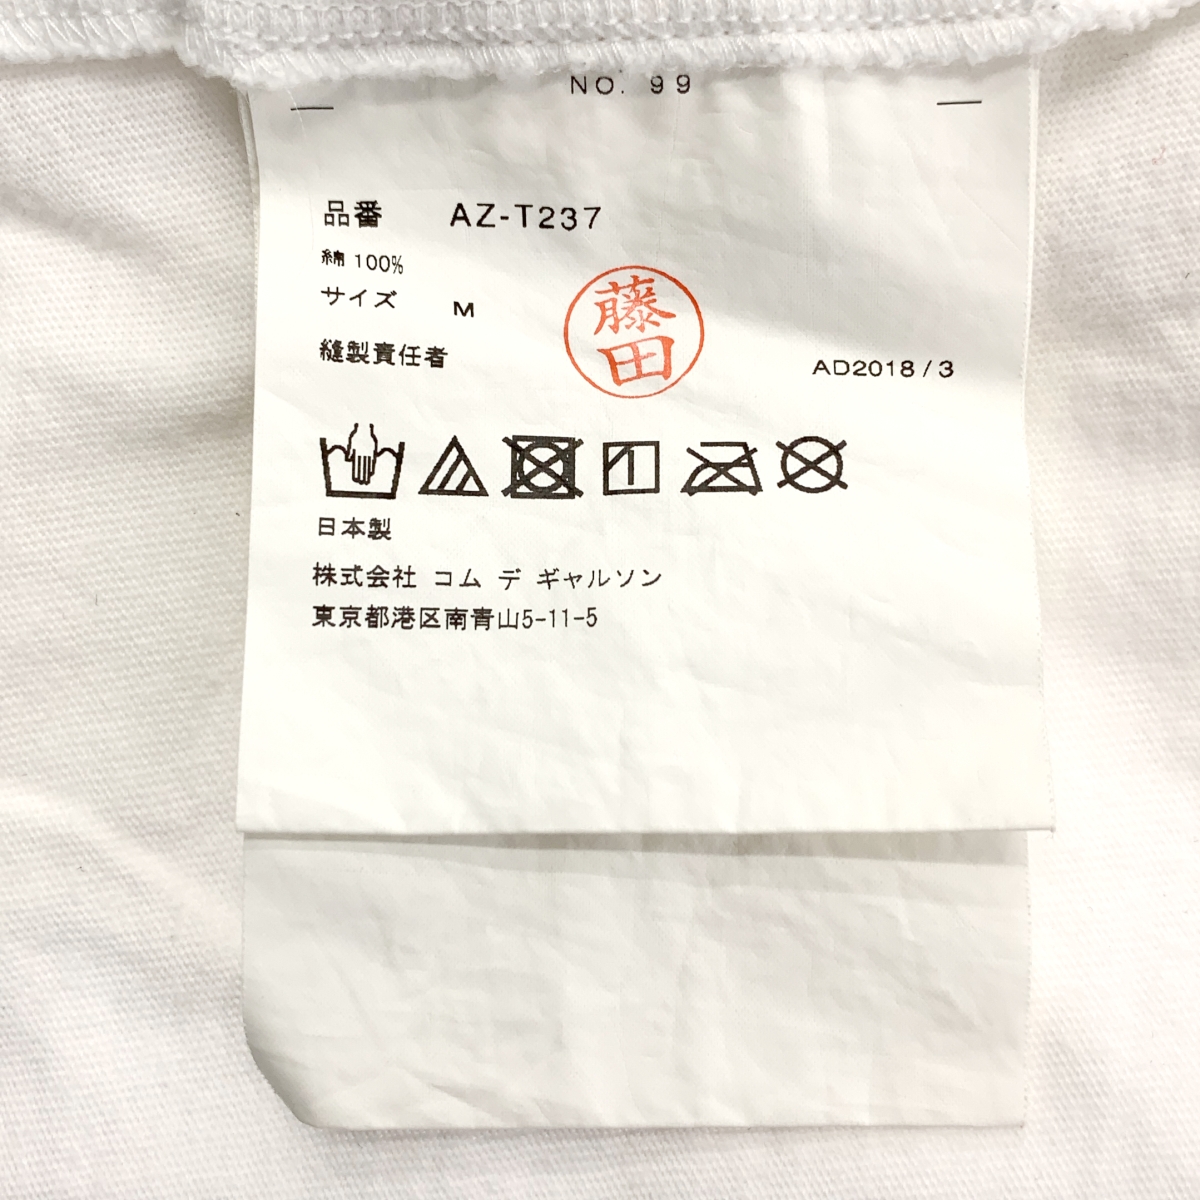 NO. 99
品番 AZ-T237
綿 100%
サイズ M
藤田
縫製責任者
AD2018/3
日本製
株式会社 コム デ ギャルソン
東京都港区南青山5-11-5